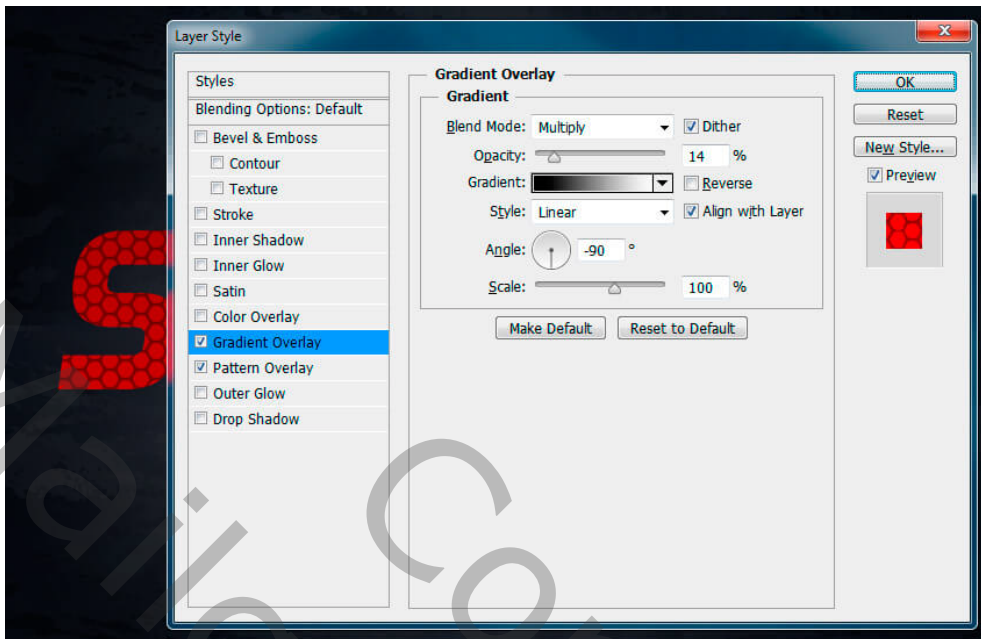 Layer Style
Styles
Blending Options: Default
Bevel & Emboss
Contour
Texture
Stroke
Inner Shadow
Inner Glow
Satin
Color Overlay
Gradient Overlay
Pattern Overlay
Outer Glow
Drop Shadow
Gradient Overlay
Gradient
Blend Mode: Multiply Dither
Opacity: 14 %
Gradient: Reverse
Style: Linear Align with Layer
Angle: -90 °
Scale: 100 %
Make Default Reset to Default
OK
Reset
New Style...
Preview
S